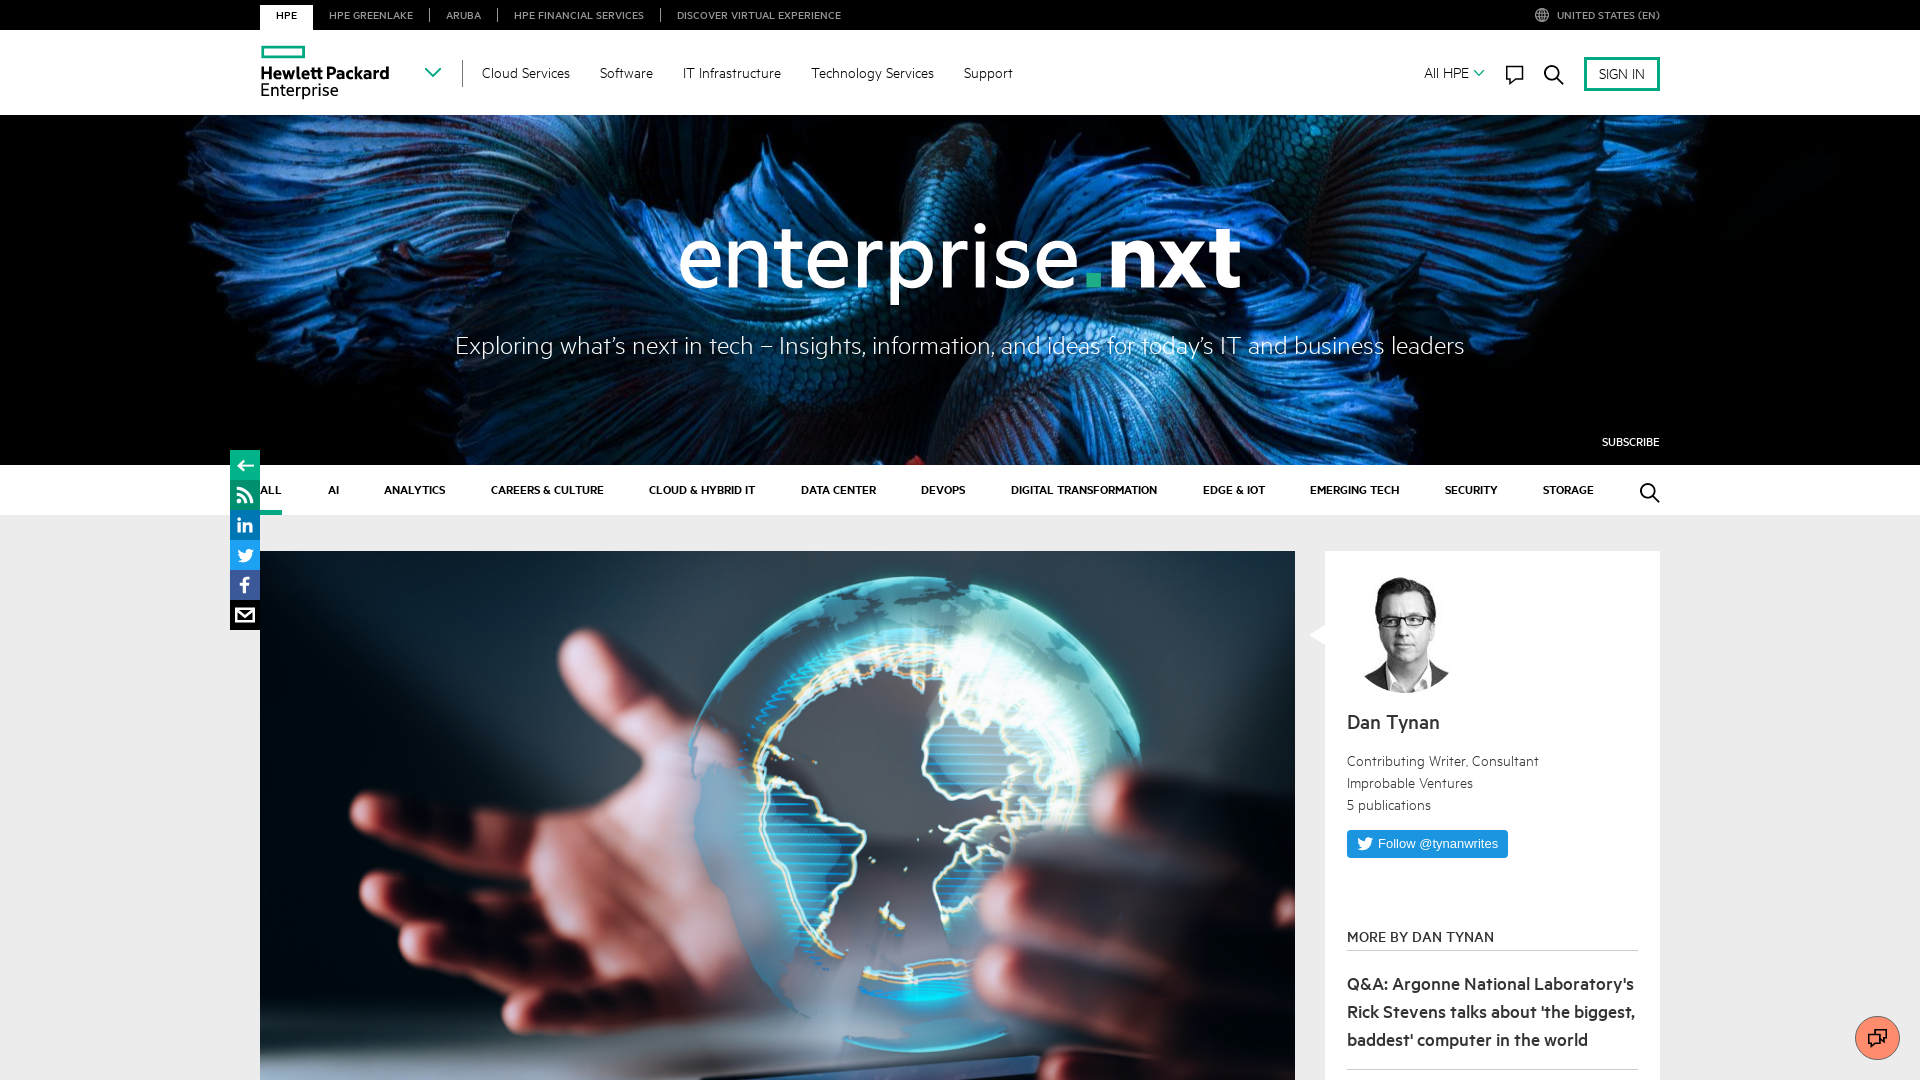 HPE
HPE GREENLAKE
ARUBA
HPE FINANCIAL SERVICES
DISCOVER VIRTUAL EXPERIENCE
UNITED STATES (EN)
Hewlett Packard
Enterprise
Cloud Services
Software
IT Infrastructure
Technology Services
Support
All HPE
SIGN IN
enterprise.nxt
Exploring what’s next in tech – Insights, information, and ideas for today’s IT and business leaders
SUBSCRIBE
ALL
AI
ANALYTICS
CAREERS & CULTURE
CLOUD & HYBRID IT
DATA CENTER
DEVOPS
DIGITAL TRANSFORMATION
EDGE & IOT
EMERGING TECH
SECURITY
STORAGE
Dan Tynan
Contributing Writer, Consultant
Improbable Ventures
5 publications
Follow @tynanwrites
MORE BY DAN TYNAN
Q&A: Argonne National Laboratory's
Rick Stevens talks about 'the biggest,
baddest' computer in the world